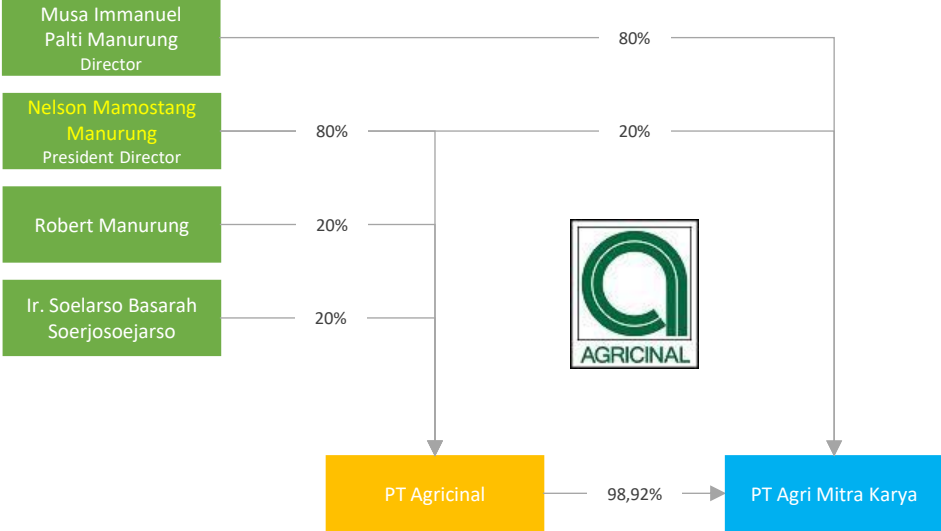 Musa Immanuel
Palti Manurung
Director
80%
Nelson Mamostang
Manurung
President Director
80%
20%
Robert Manurung
20%
Ir. Soelarso Basarah
Soerjosoejarso
20%
AGRICINAL
PT Agricinal
98,92%
PT Agri Mitra Karya